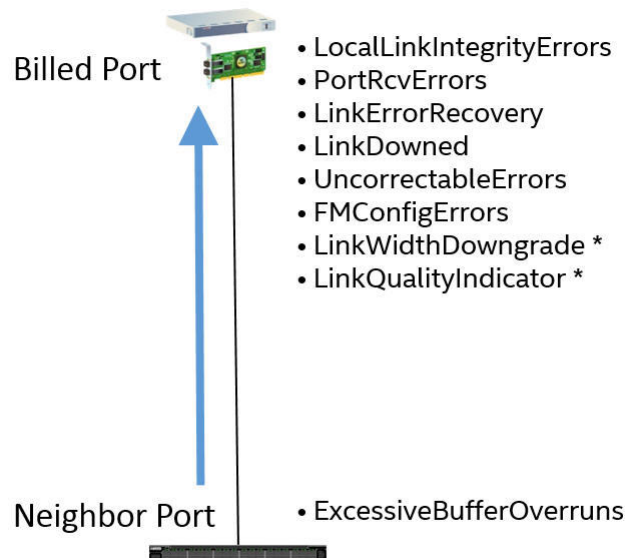 Billed Port
• LocalLinkIntegrityErrors
• PortRcvErrors
• LinkErrorRecovery
• LinkDowned
• UncorrectableErrors
• FMConfigErrors
• LinkWidthDowngrade *
• LinkQualityIndicator *
Neighbor Port
• ExcessiveBufferOverruns